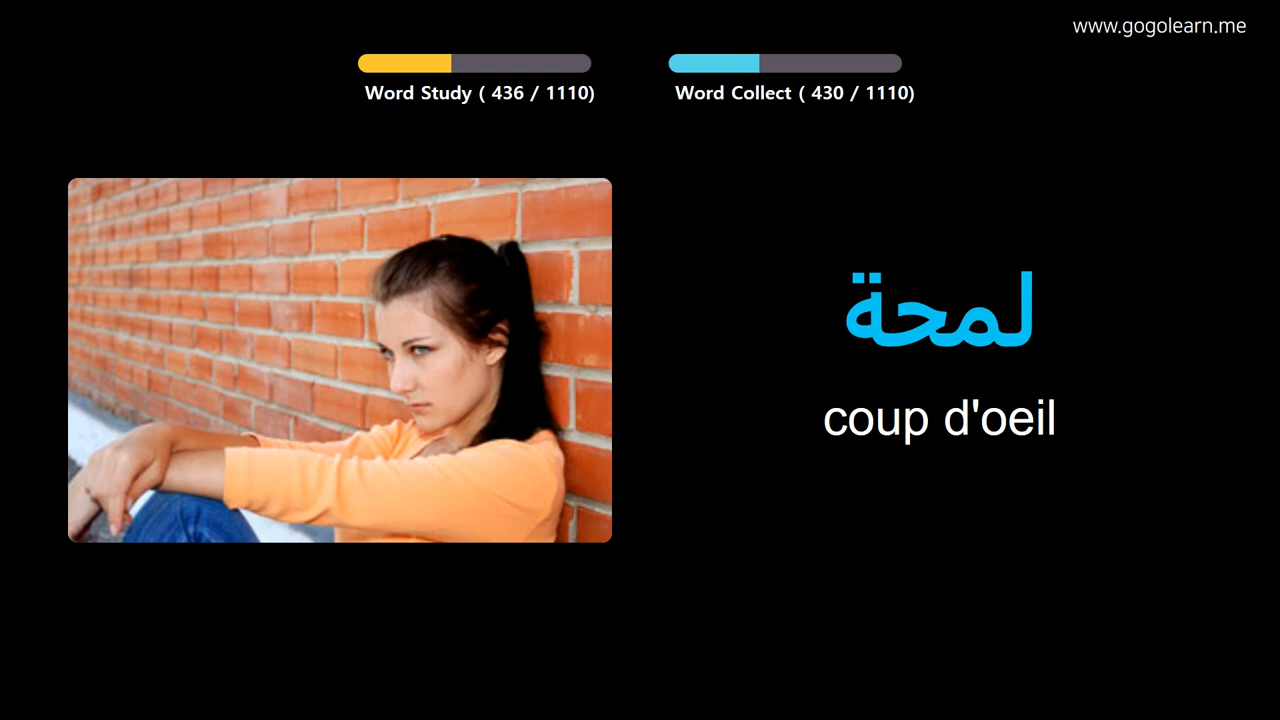 www.gogolearn.me
Word Study ( 436 / 1110)
Word Collect ( 430 / 1110)
لمحة
coup d'oeil